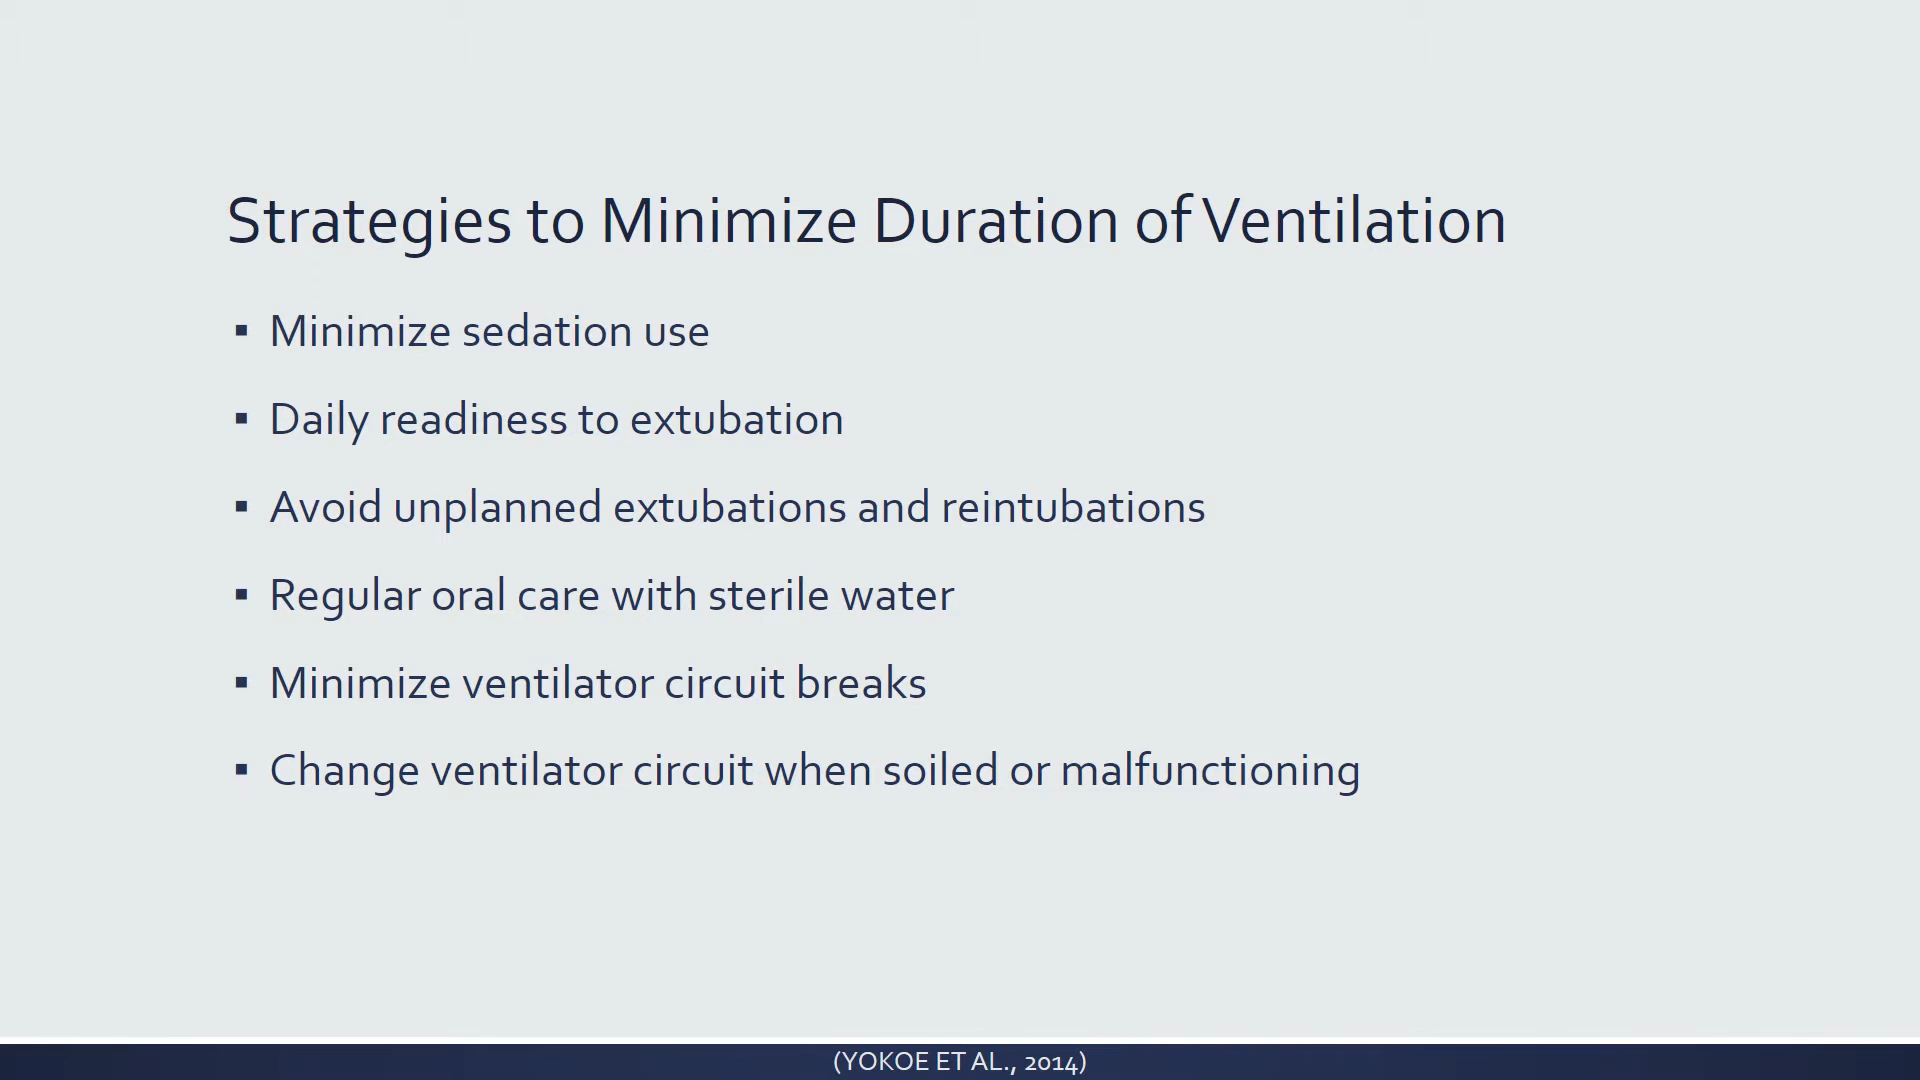 Strategies to Minimize Duration of Ventilation
▪ Minimize sedation use
▪ Daily readiness to extubation
▪ Avoid unplanned extubations and reintubations
▪ Regular oral care with sterile water
▪ Minimize ventilator circuit breaks
▪ Change ventilator circuit when soiled or malfunctioning
(YOKOE ET AL., 2014)